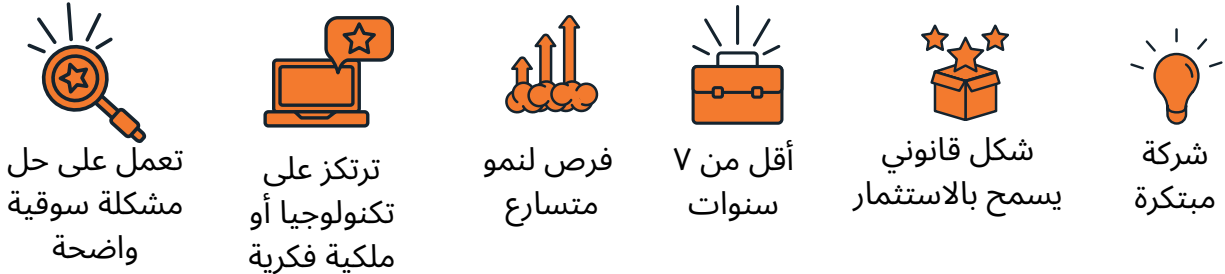 شركة
مبتكرة
شكل قانوني
يسمح بالاستثمار
أقل من ٧
سنوات
فرص لنمو
متسارع
ترتكز على
تكنولوجيا أو
ملكية فكرية
تعمل على حل
مشكلة سوقية
واضحة